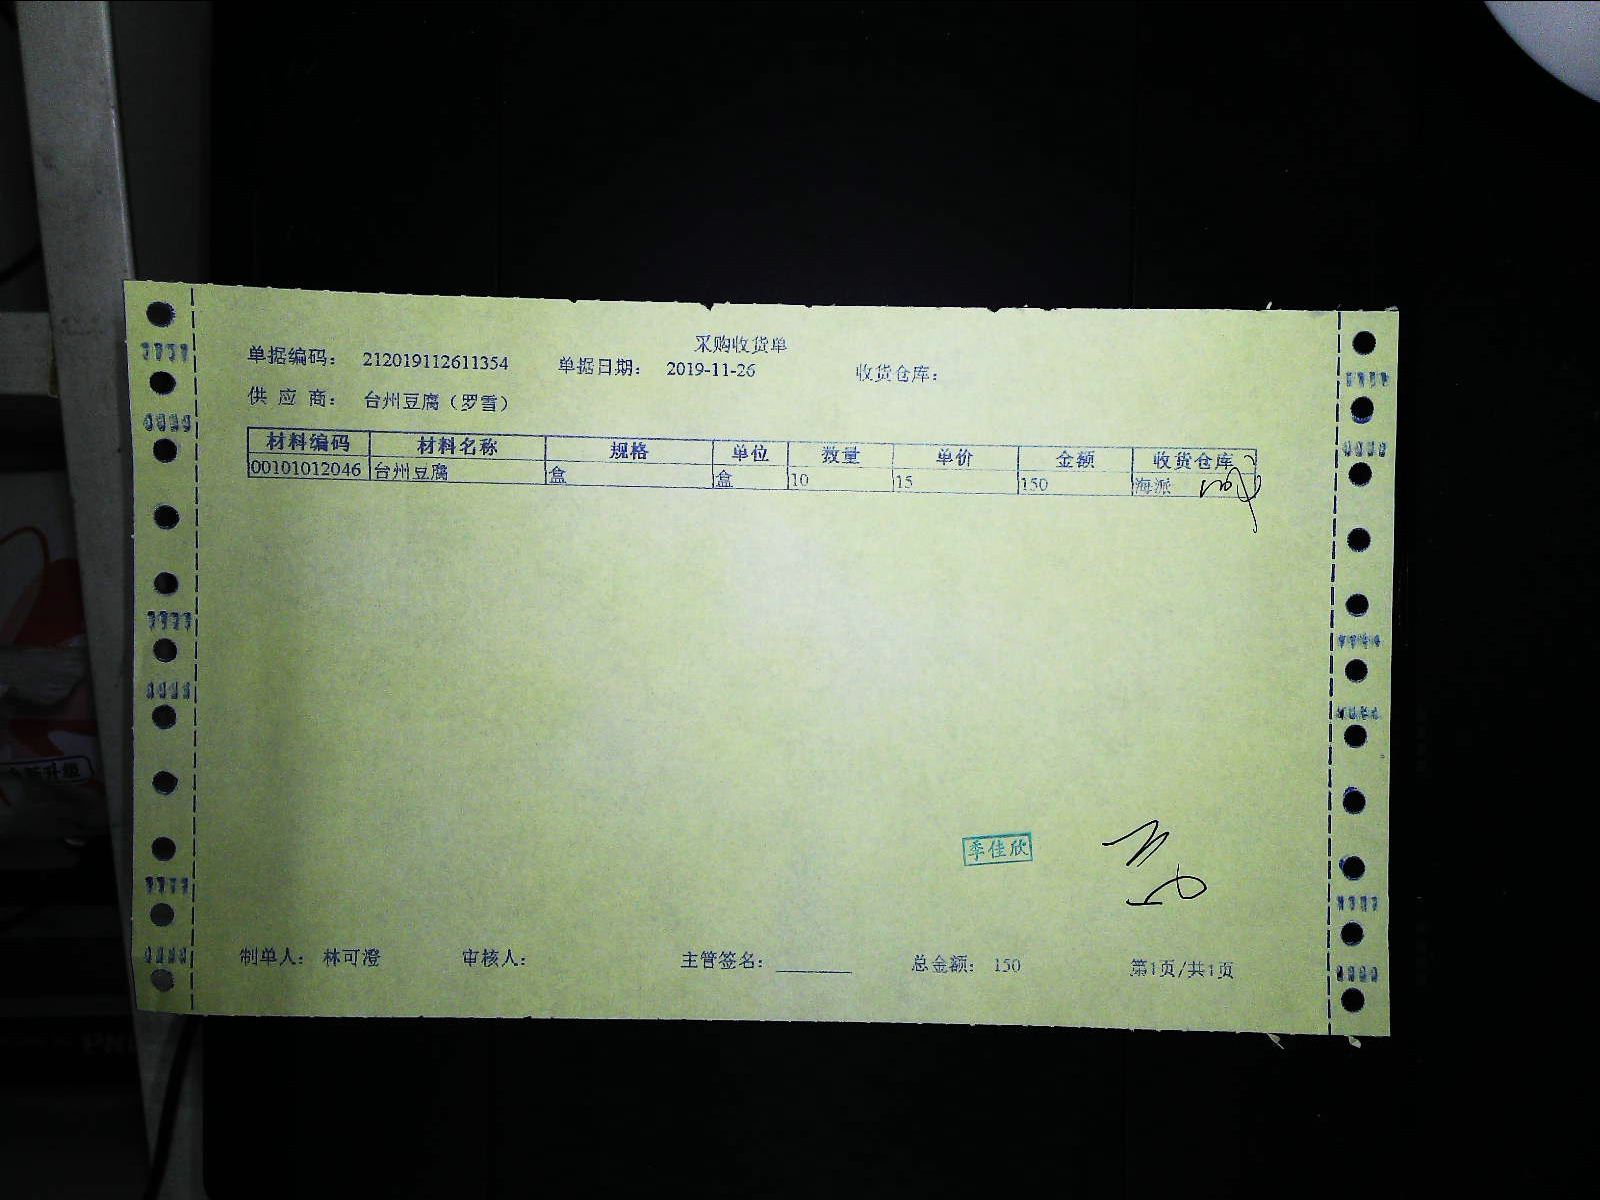 采购收货单
单据编码： 212019112611354 单据日期： 2019-11-26 收货仓库：
供 应 商： 台州豆腐（罗雪）
材料编码 材料名称 规格 单位 数量 单价 金额 收货仓库
00101012046 台州豆腐 盒 盒 10 15 150 海派
季佳欣
制单人： 林可澄 审核人： 主管签名： 总金额： 150 第1页/共1页